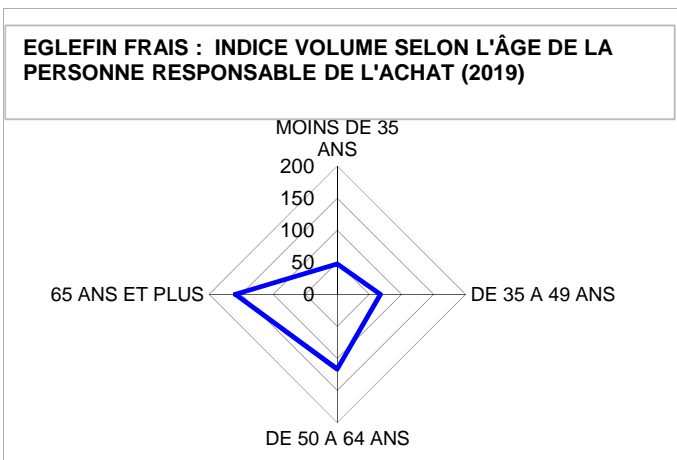 EGLEFIN FRAIS : INDICE VOLUME SELON L'ÂGE DE LA
PERSONNE RESPONSABLE DE L'ACHAT (2019)
MOINS DE 35
ANS
200
150
100
50
0
65 ANS ET PLUS
DE 35 A 49 ANS
DE 50 A 64 ANS